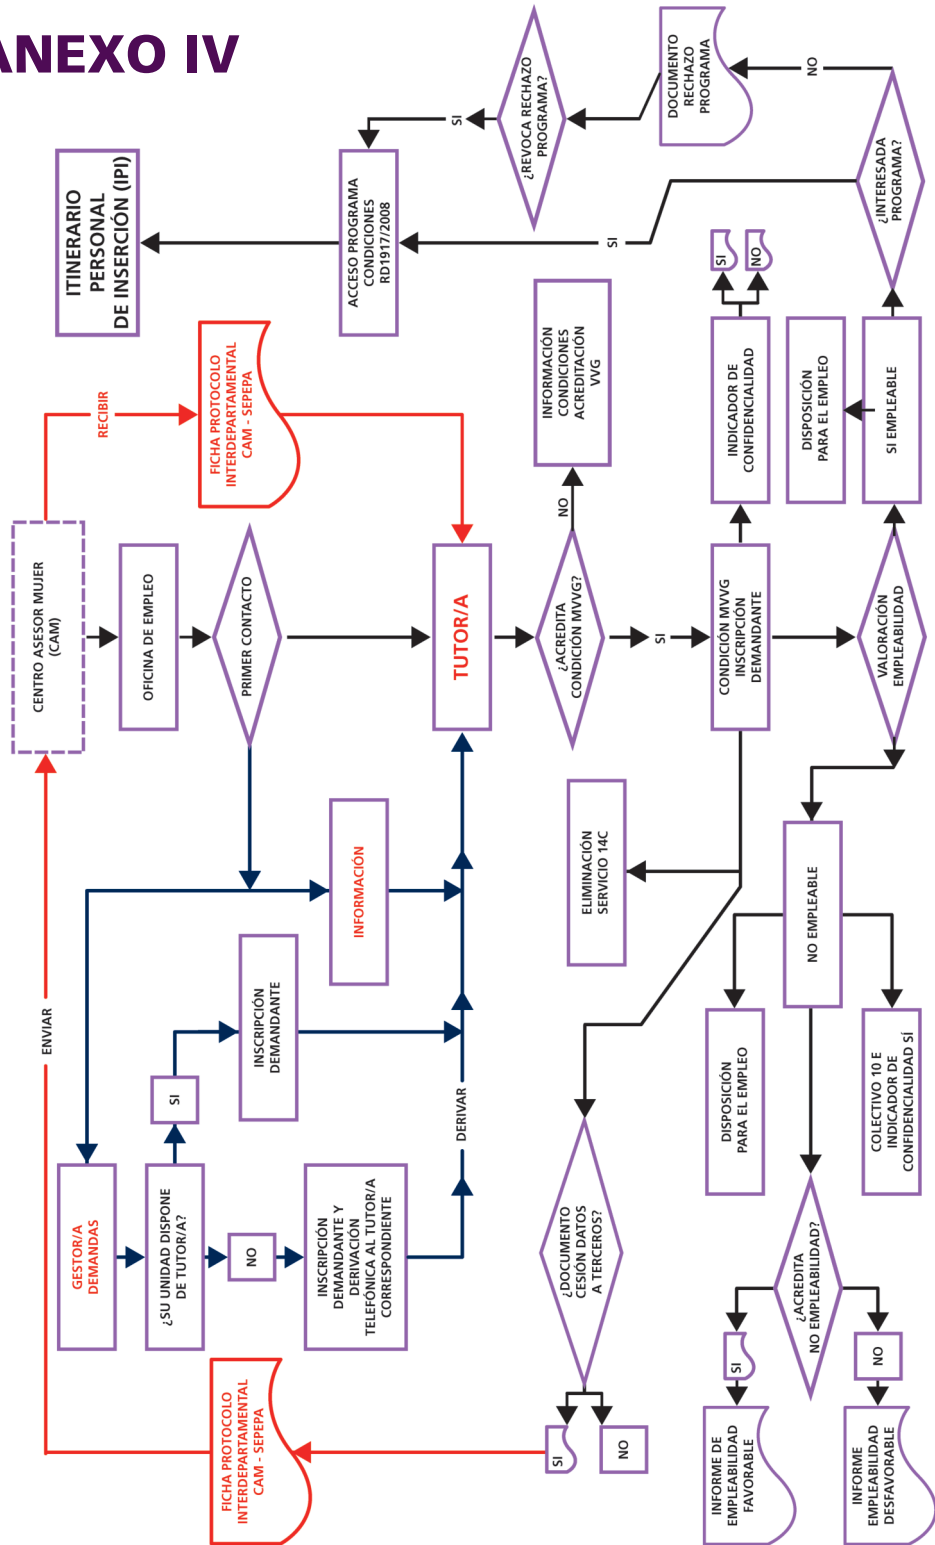 ANEXO IV
ENVIAR
CENTRO ASESOR MUJER
(CAM)
RECIBIR
ITINERARIO
PERSONAL
DE INSERCIÓN (IPI)
GESTOR/A
DEMANDAS
OFICINA DE EMPLEO
¿SU UNIDAD DISPONE
DE TUTOR/A?
SI
NO
PRIMER CONTACTO
FICHA PROTOCOLO
INTERDEPARTAMENTAL
CAM - SEPEPA
FICHA PROTOCOLO
INTERDEPARTAMENTAL
CAM - SEPEPA
INSCRIPCIÓN
DEMANDANTE
INSCRIPCIÓN
DEMANDANTE Y
DERIVACIÓN
TELEFÓNICA AL TUTOR/A
CORRESPONDIENTE
INFORMACIÓN
ACCESO PROGRAMA
CONDICIONES
RD1917/2008
SI
DERIVAR
TUTOR/A
¿REVOCA RECHAZO
PROGRAMA?
¿DOCUMENTO
CESIÓN DATOS
A TERCEROS?
SI
NO
ELIMINACIÓN
SERVICIO 14C
¿ACREDITA
CONDICIÓN MVVG?
NO
INFORMACIÓN
CONDICIONES
ACREDITACIÓN
VVG
SI
SI
DOCUMENTO
RECHAZO
PROGRAMA
CONDICIÓN MVVG
INSCRIPCIÓN
DEMANDANTE
INDICADOR DE
CONFIDENCIALIDAD
SI
NO
NO
DISPOSICIÓN
PARA EL EMPLEO
NO EMPLEABLE
COLECTIVO 10 E
INDICADOR DE
CONFIDENCIALIDAD SÍ
VALORACIÓN
EMPLEABILIDAD
DISPOSICIÓN
PARA EL EMPLEO
SI EMPLEABLE
¿INTERESADA
PROGRAMA?
¿ACREDITA
NO EMPLEABILIDAD?
SI
NO
INFORME DE
EMPLEABILIDAD
FAVORABLE
INFORME
EMPLEABILIDAD
DESFAVORABLE